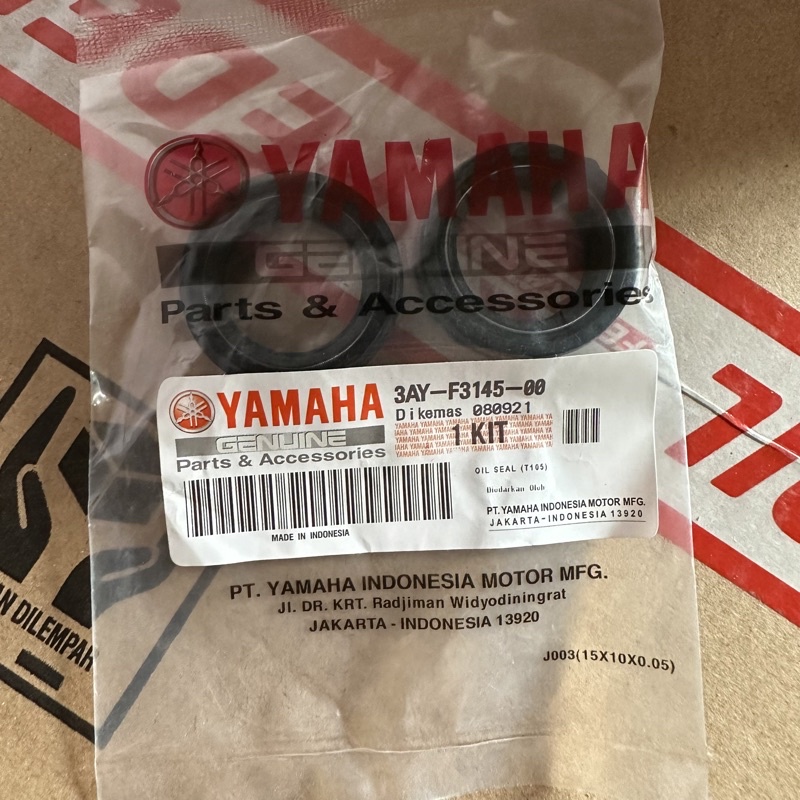 YAMAHA
GENUINE
Parts & Accessories
YAMAHA
GENUINE
Parts & Accessories
3AY-F3145-00
Dikemas 080921
1 KIT
OIL SEAL (T105)
Diedarkan Oleh
PT. YAMAHA INDONESIA MOTOR MFG.
JAKARTA-INDONESIA 13920
MADE IN INDONESIA
PT. YAMAHA INDONESIA MOTOR MFG.
Jl. DR. KRT. Radjiman Widyodiningrat
JAKARTA - INDONESIA 13920
J003(15X10X0.05)
AN DILEMPAR